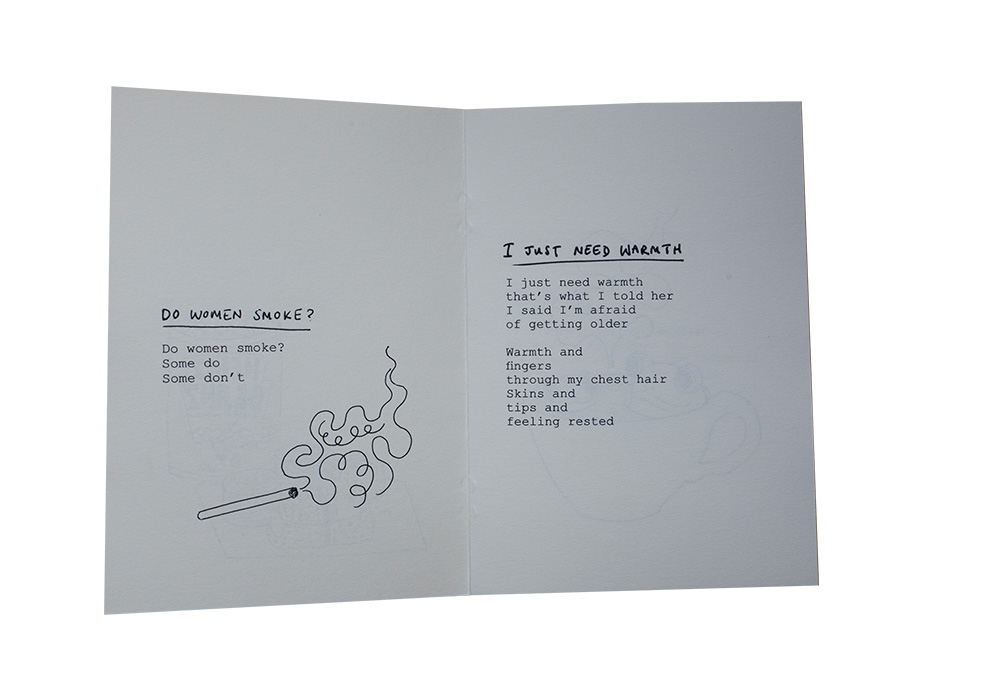 DO WOMEN SMOKE?
Do women smoke?
Some do
Some don't
I JUST NEED WARMTH
I just need warmth
that's what I told her
I said I'm afraid
of getting older
Warmth and
fingers
through my chest hair
Skins and
tips and
feeling rested